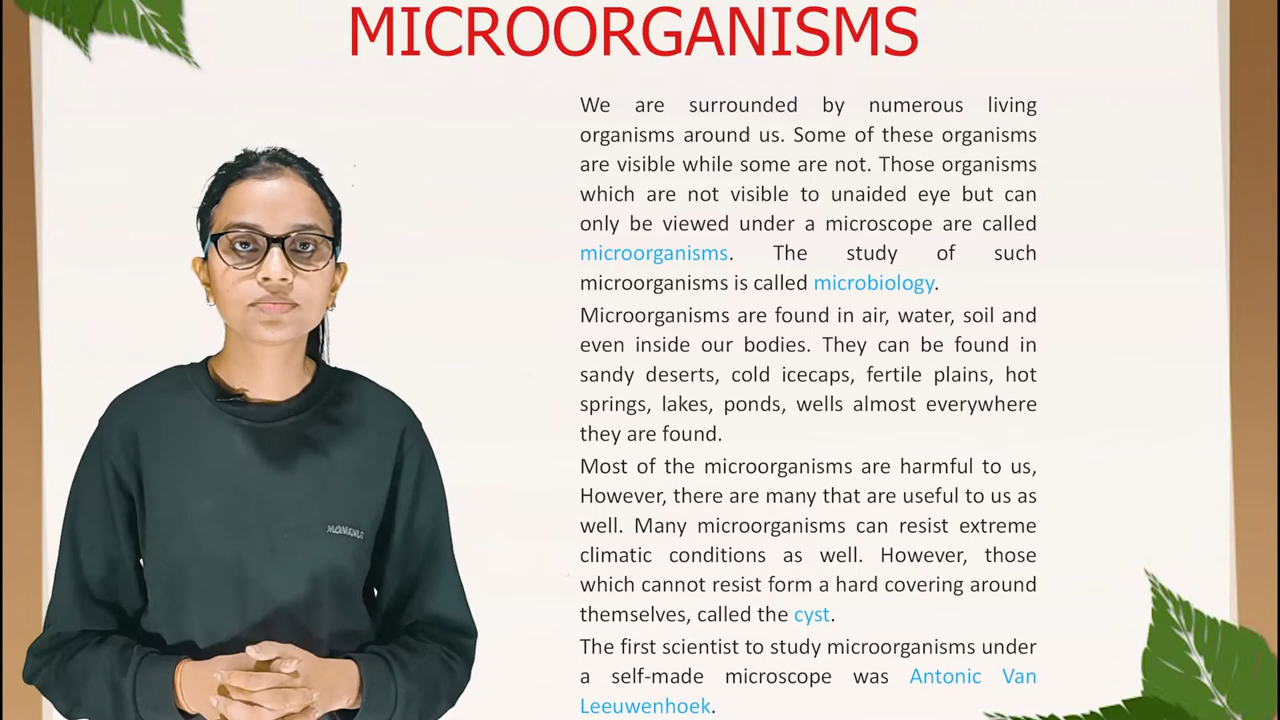 MICROORGANISMS
We are surrounded by numerous living
organisms around us. Some of these organisms
are visible while some are not. Those organisms
which are not visible to unaided eye but can
only be viewed under a microscope are called
microorganisms. The study of such
microorganisms is called microbiology.
Microorganisms are found in air, water, soil and
even inside our bodies. They can be found in
sandy deserts, cold icecaps, fertile plains, hot
springs, lakes, ponds, wells almost everywhere
they are found.
Most of the microorganisms are harmful to us,
However, there are many that are useful to us as
well. Many microorganisms can resist extreme
climatic conditions as well. However, those
which cannot resist form a hard covering around
themselves, called the cyst.
The first scientist to study microorganisms under
a self-made microscope was Antonic Van
Leeuwenhoek.